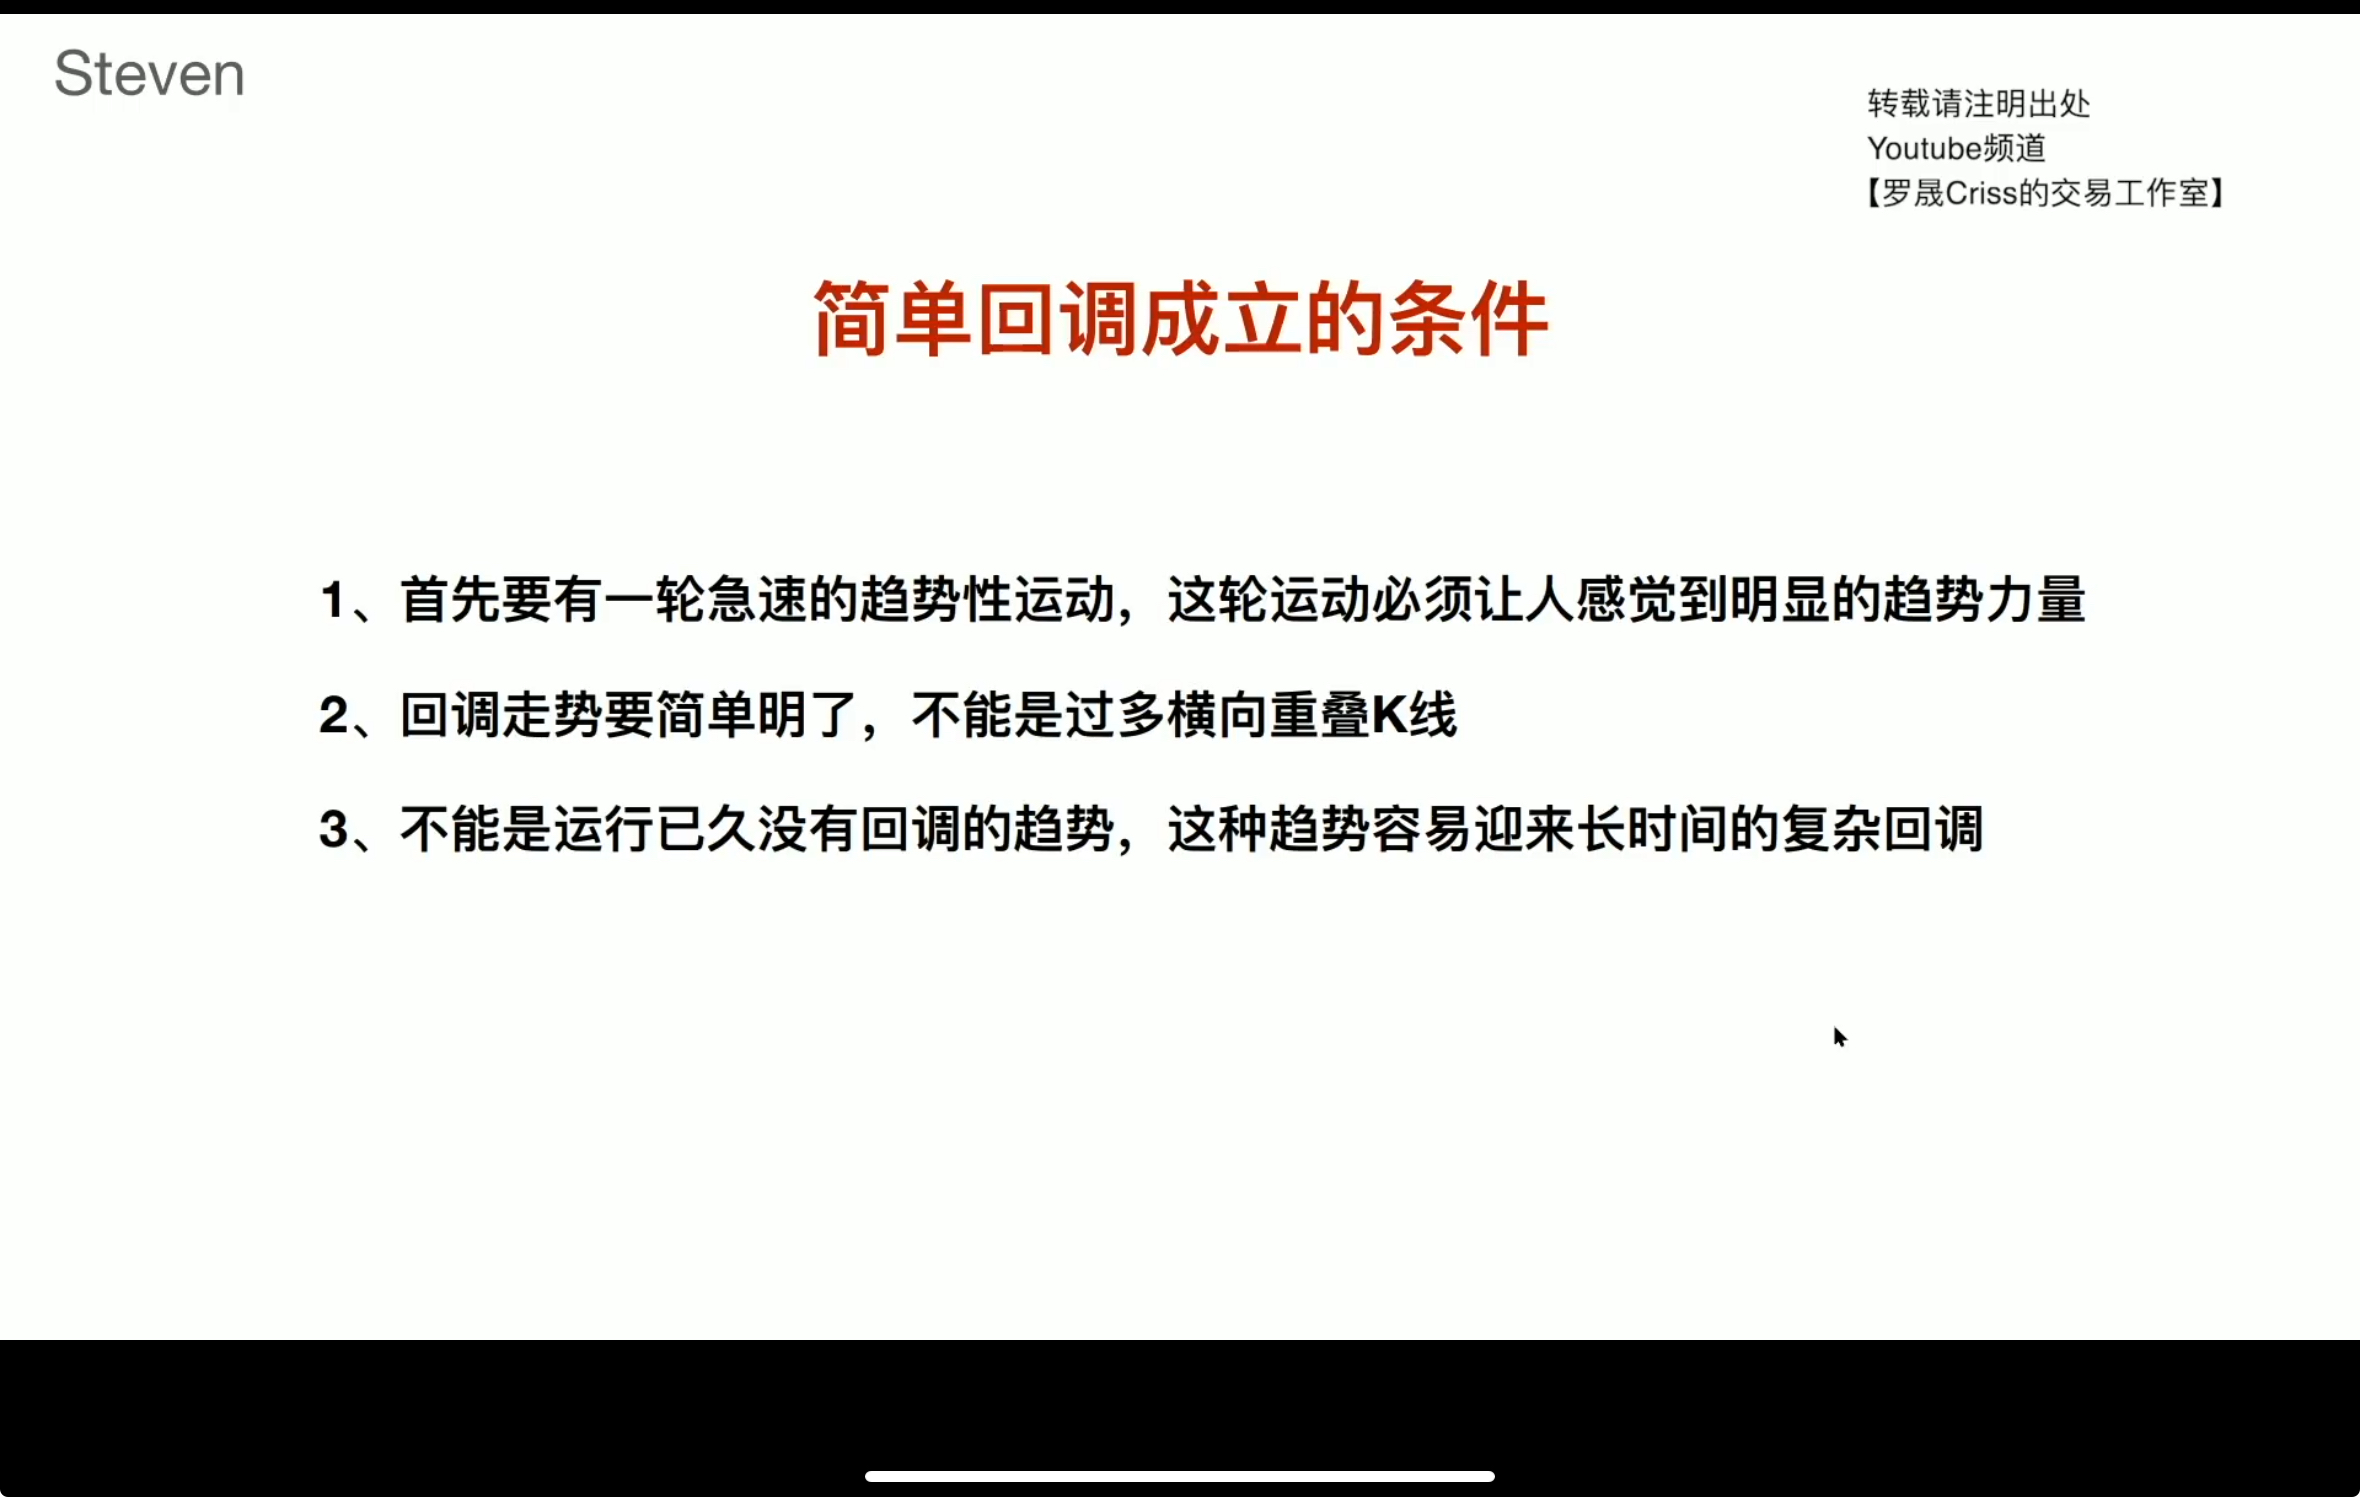 Steven
转载请注明出处
Youtube频道
【罗晟Criss的交易工作室】
简单回调成立的条件
1、首先要有一轮急速的趋势性运动，这轮运动必须让人感觉到明显的趋势力量
2、回调走势要简单明了，不能是过多横向重叠K线
3、不能是运行已久没有回调的趋势，这种趋势容易迎来长时间的复杂回调